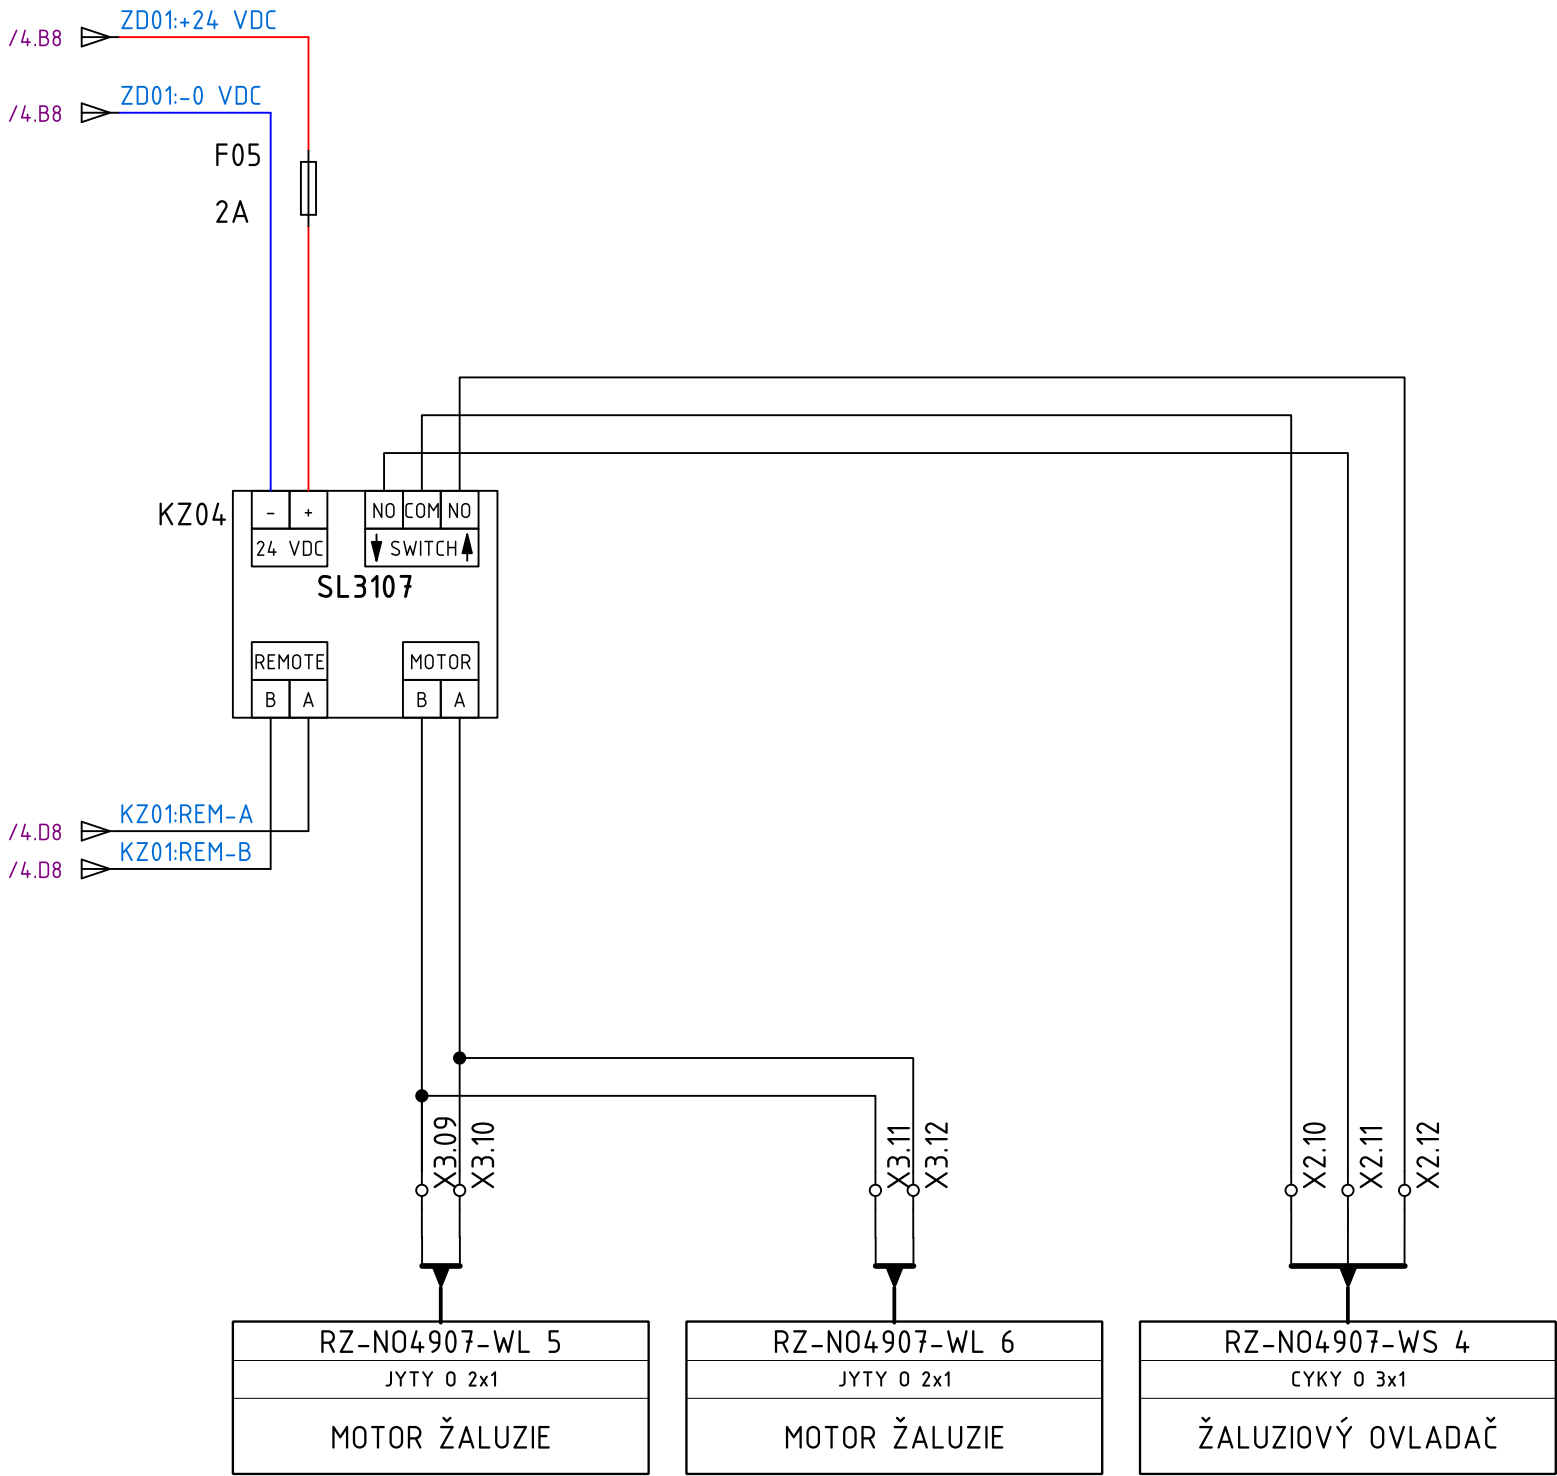 ZD01:+24 VDC
/4.B8
ZD01:-0 VDC
/4.B8
F05
2A
KZ04
- + NO COM NO
24 VDC SWITCH
SL3107
REMOTE MOTOR
B A B A
KZ01:REM-A
/4.D8
KZ01:REM-B
/4.D8
X3.09 X3.10 X3.11 X3.12 X2.10 X2.11 X2.12
RZ-NO4907-WL 5
JYTY O 2x1
MOTOR ŽALUZIE
RZ-NO4907-WL 6
JYTY O 2x1
MOTOR ŽALUZIE
RZ-NO4907-WS 4
CYKY O 3x1
ŽALUZIOVÝ OVLADAČ